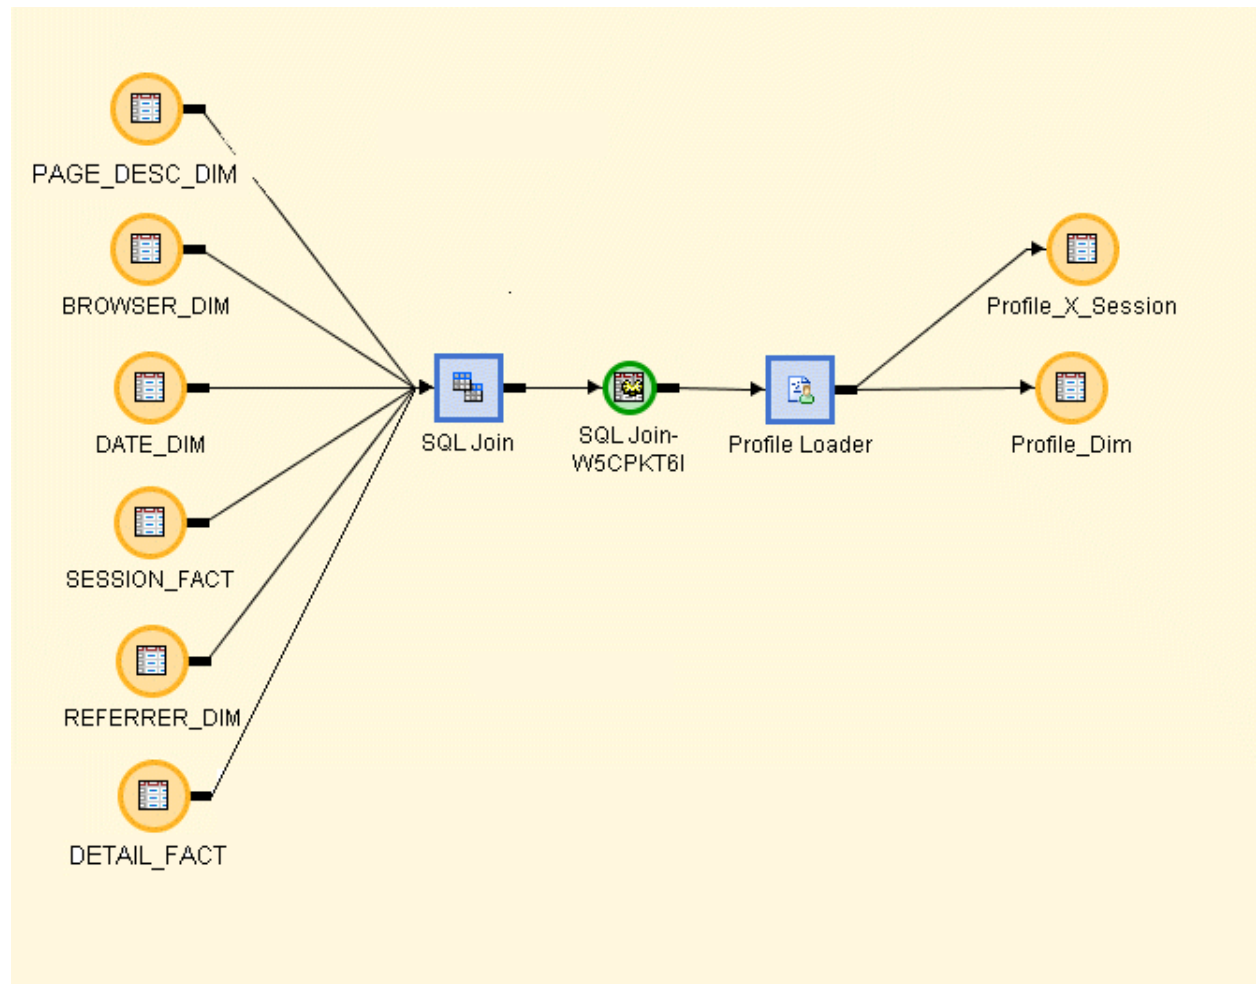 PAGE_DESC_DIM
BROWSER_DIM
DATE_DIM
SESSION_FACT
REFERRER_DIM
DETAIL_FACT
SQL Join
SQL Join-
W5CPKT6I
Profile Loader
Profile_X_Session
Profile_Dim